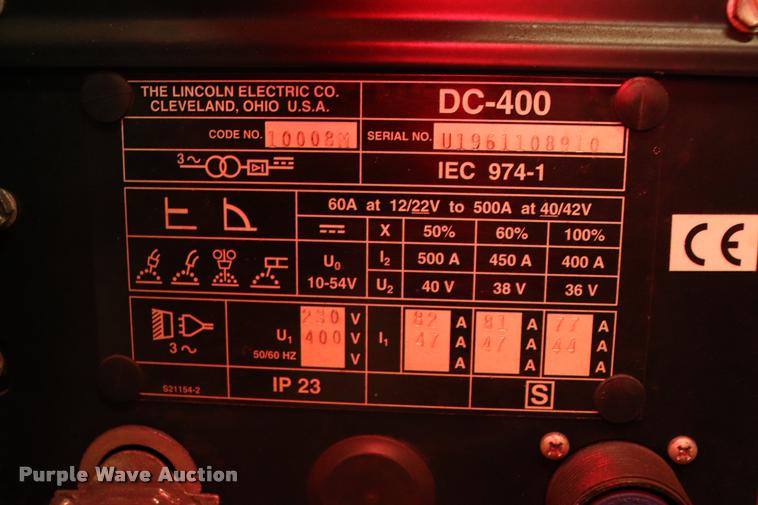 THE LINCOLN ELECTRIC CO.
CLEVELAND, OHIO U.S.A.
DC-400
CODE NO. 10008M
SERIAL NO. U1961108910
3~
IEC 974-1
60A at 12/22V to 500A at 40/42V
X 50% 60% 100%
U0 10-54V
I2 500 A 450 A 400 A
U2 40 V 38 V 36 V
CE
3~
U1 50/60 HZ
230 V
400 V
V
I1
82 A 81 A 77 A
47 A 47 A 44 A
A A A
S21154-2
IP 23
S
Purple Wave Auction